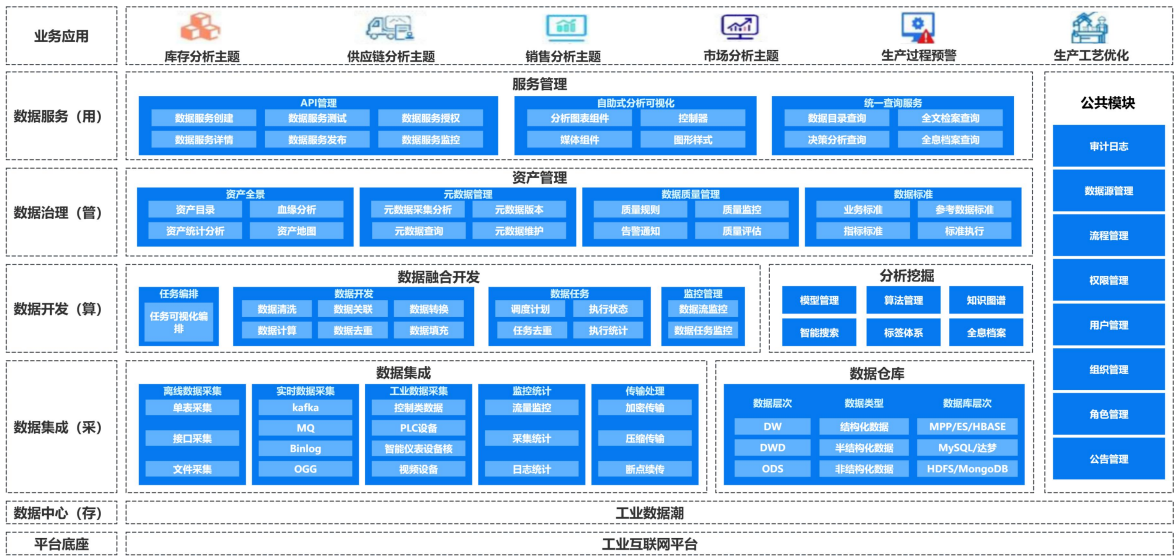 业务应用
库存分析主题
供应链分析主题
销售分析主题
市场分析主题
生产过程预警
生产工艺优化
数据服务（用）
服务管理
API管理
数据服务创建
数据服务测试
数据服务授权
数据服务详情
数据服务发布
数据服务监控
自助式分析可视化
分析图表组件
控制器
媒体组件
图形样式
统一查询服务
数据目录查询
全文检案查询
决策分析查询
全息档案查询
数据治理（管）
资产管理
资产全景
资产目录
血缘分析
资产统计分析
资产地图
元数据管理
元数据采集分析
元数据版本
元数据查询
元数据维护
数据质量管理
质量规则
质量监控
告警通知
质量评估
数据标准
业务标准
参考数据标准
指标标准
标准执行
数据开发（算）
数据融合开发
任务编排
任务可视化编
排
数据开发
数据清洗
数据关联
数据转换
数据计算
数据去重
数据填充
数据任务
调度计划
执行状态
任务去重
执行统计
监控管理
数据流监控
数据任务监控
分析挖掘
模型管理
算法管理
知识图谱
智能搜索
标签体系
全息档案
数据集成（采）
数据集成
离线数据采集
单表采集
接口采集
文件采集
实时数据采集
kafka
MQ
Binlog
OGG
工业数据采集
控制类数据
PLC设备
智能仪表设备核
视频设备
监控统计
流量监控
采集统计
日志统计
传输处理
加密传输
压缩传输
断点续传
数据仓库
数据层次
数据类型
数据库层次
DW
结构化数据
MPP/ES/HBASE
DWD
半结构化数据
MySQL/达梦
ODS
非结构化数据
HDFS/MongoDB
公共模块
审计日志
数据源管理
流程管理
权限管理
用户管理
组织管理
角色管理
公告管理
数据中心（存）
工业数据潮
平台底座
工业互联网平台